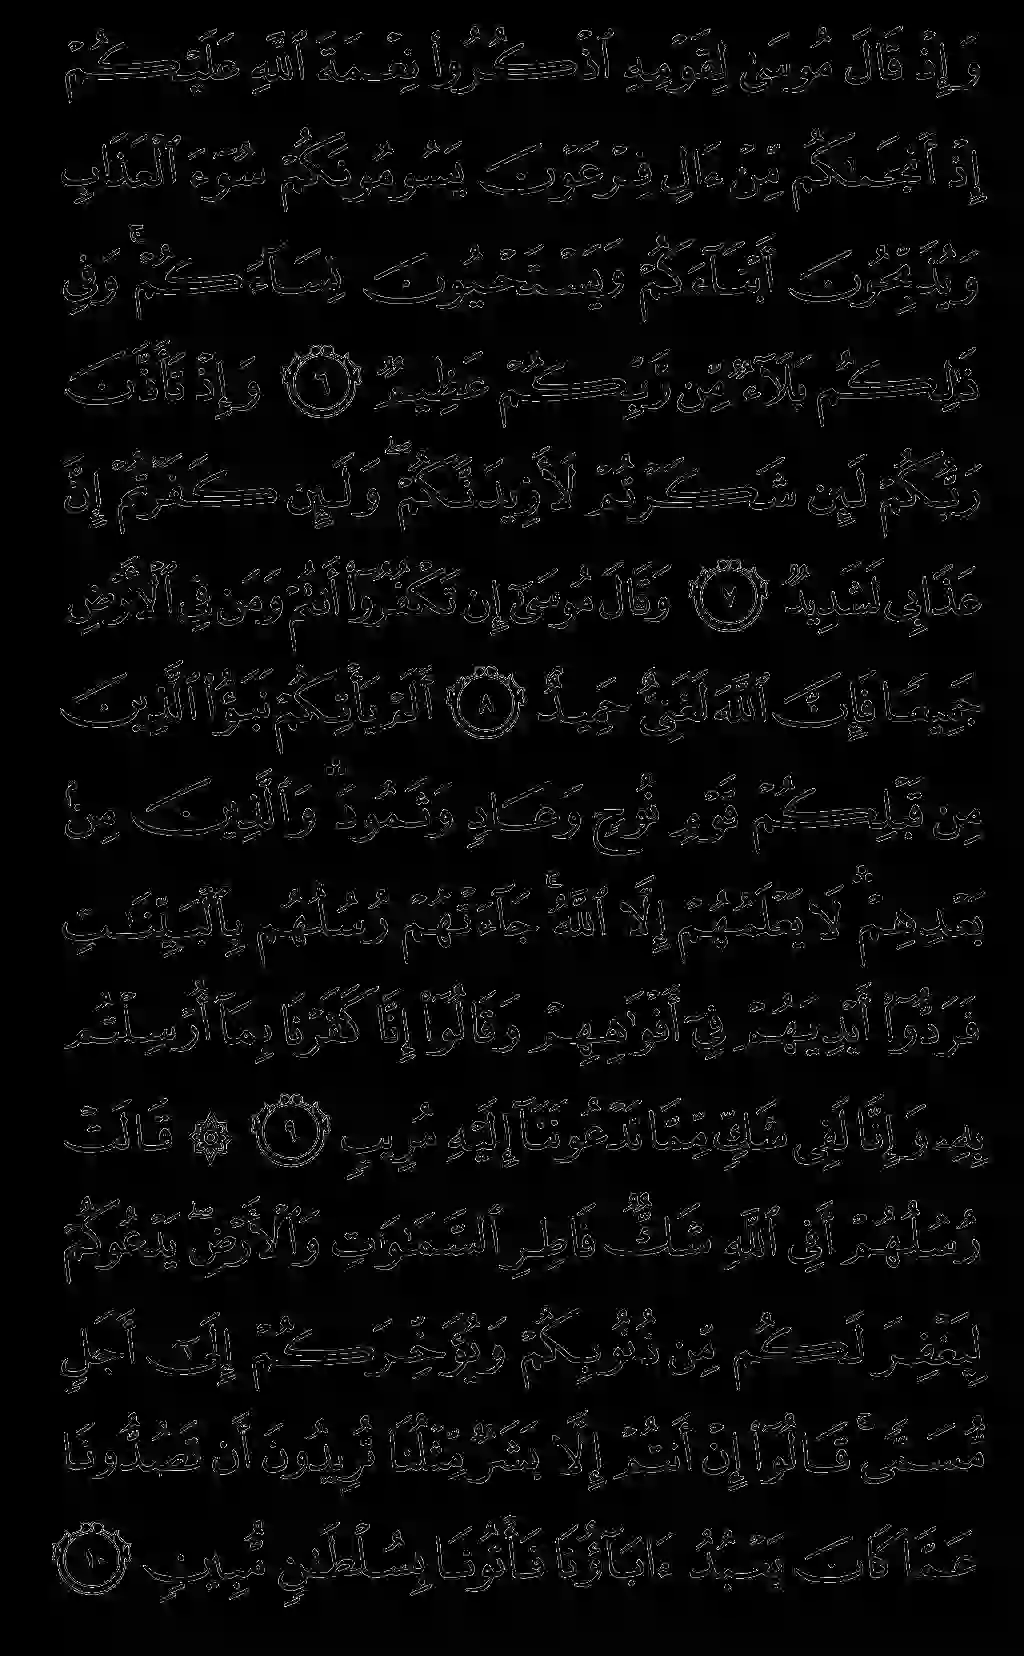 وَإِذْ قَالَ مُوسَىٰ لِقَوْمِهِ ٱذْكُرُوا۟ نِعْمَةَ ٱللَّهِ عَلَيْكُمْ
إِذْ أَنجَىٰكُم مِّنْ ءَالِ فِرْعَوْنَ يَسُومُونَكُمْ سُوٓءَ ٱلْعَذَابِ
وَيُذَبِّحُونَ أَبْنَآءَكُمْ وَيَسْتَحْيُونَ نِسَآءَكُمْ ۚ وَفِى
ذَٰلِكُم بَلَآءٌ مِّن رَّبِّكُمْ عَظِيمٌ ٦ وَإِذْ تَأَذَّنَ
رَبُّكُمْ لَئِن شَكَرْتُمْ لَأَزِيدَنَّكُمْ ۖ وَلَئِن كَفَرْتُمْ إِنَّ
عَذَابِى لَشَدِيدٌ ٧ وَقَالَ مُوسَىٰٓ إِن تَكْفُرُوٓا۟ أَنتُمْ وَمَن فِى ٱلْأَرْضِ
جَمِيعًا فَإِنَّ ٱللَّهَ لَغَنِىٌّ حَمِيدٌ ٨ أَلَمْ يَأْتِكُمْ نَبَؤُا۟ ٱلَّذِينَ
مِن قَبْلِكُمْ قَوْمِ نُوحٍ وَعَادٍ وَثَمُودَ ۛ وَٱلَّذِينَ مِنۢ
بَعْدِهِمْ ۛ لَا يَعْلَمُهُمْ إِلَّا ٱللَّهُ ۚ جَآءَتْهُمْ رُسُلُهُم بِٱلْبَيِّنَٰتِ
فَرَدُّوٓا۟ أَيْدِيَهُمْ فِىٓ أَفْوَٰهِهِمْ وَقَالُوٓا۟ إِنَّا كَفَرْنَا بِمَآ أُرْسِلْتُم
بِهِۦ وَإِنَّا لَفِى شَكٍّ مِّمَّا تَدْعُونَنَآ إِلَيْهِ مُرِيبٍ ٩ ۞ قَالَتْ
رُسُلُهُمْ أَفِى ٱللَّهِ شَكٌّ فَاطِرِ ٱلسَّمَٰوَٰتِ وَٱلْأَرْضِ ۖ يَدْعُوكُمْ
لِيَغْفِرَ لَكُم مِّن ذُنُوبِكُمْ وَيُؤَخِّرَكُمْ إِلَىٰٓ أَجَلٍ
مُّسَمًّى ۚ قَالُوٓا۟ إِنْ أَنتُمْ إِلَّا بَشَرٌ مِّثْلُنَا تُرِيدُونَ أَن تَصُدُّونَا
عَمَّا كَانَ يَعْبُدُ ءَابَآؤُنَا فَأْتُونَا بِسُلْطَٰنٍ مُّبِينٍ ١٠